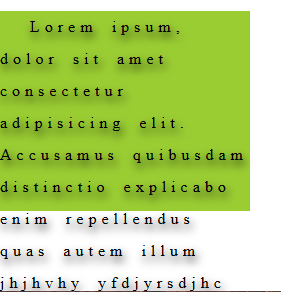 Lorem ipsum,
dolor sit amet
consectetur
adipisicing elit.
Accusamus quibusdam
distinctio explicabo
enim repellendus
quas autem illum
jhjhvhy yfdjyrsdjhc